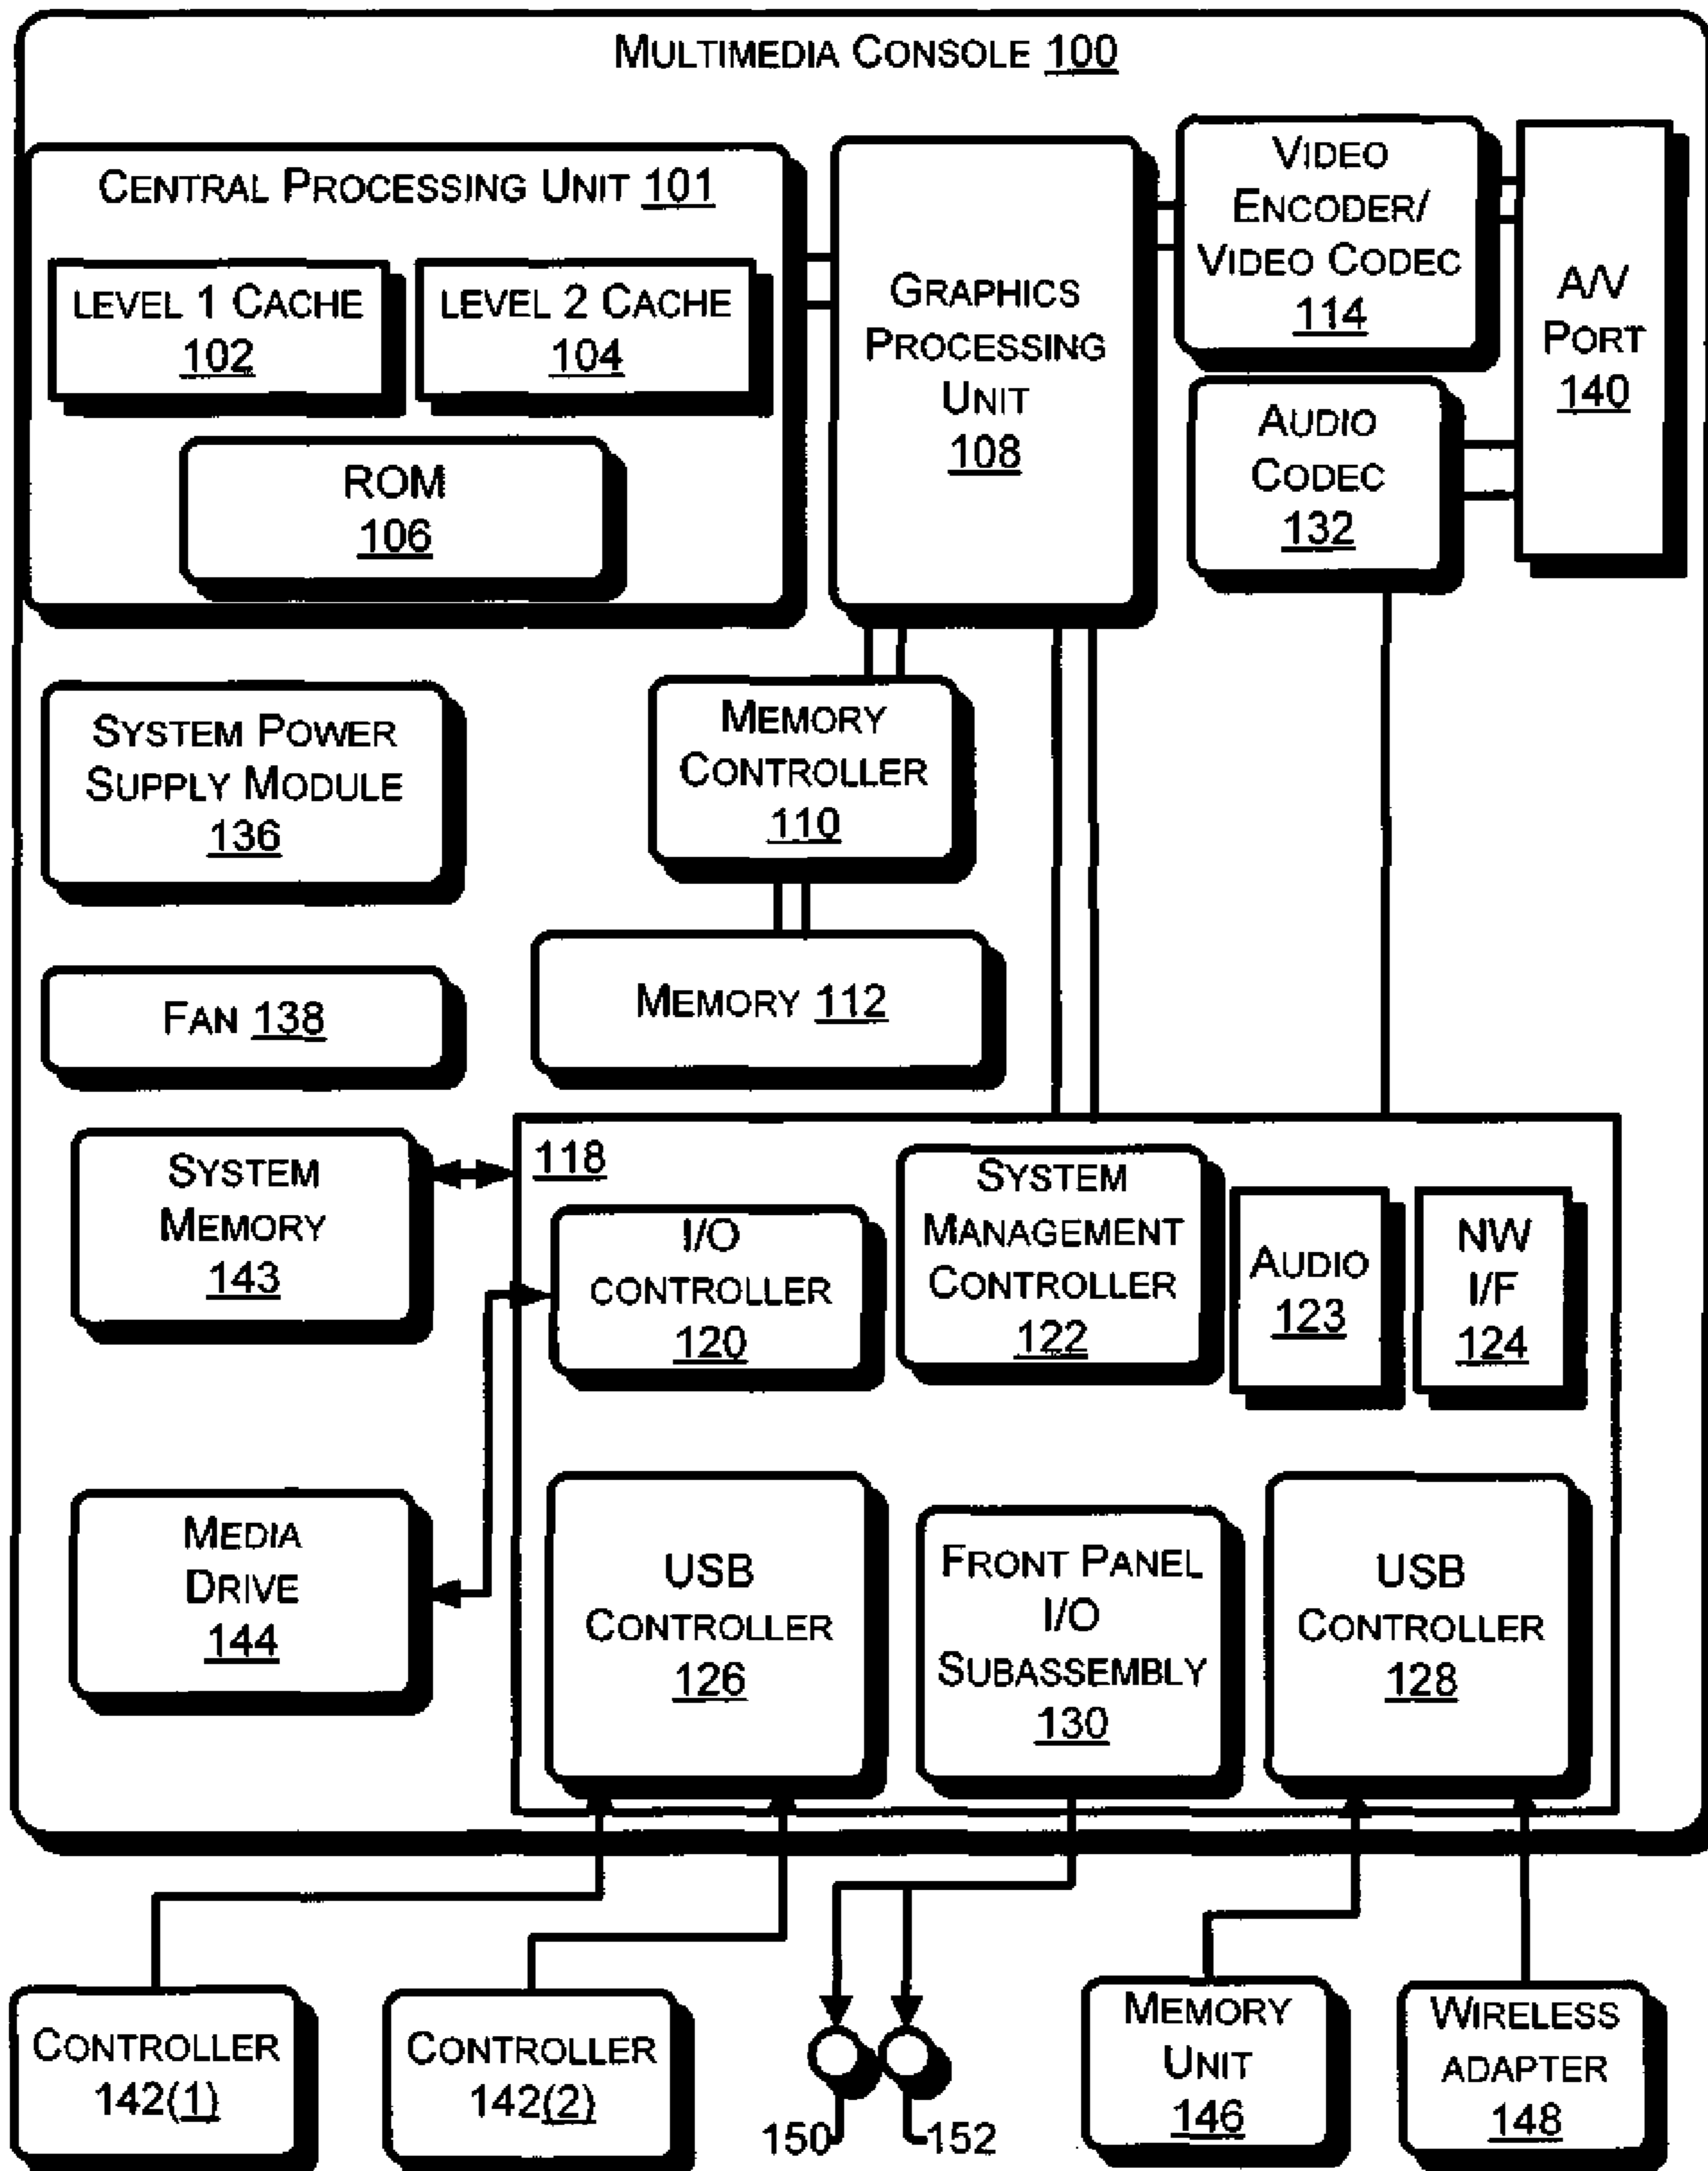 MULTIMEDIA CONSOLE 100
CENTRAL PROCESSING UNIT 101
LEVEL 1 CACHE
102
LEVEL 2 CACHE
104
ROM
106
GRAPHICS
PROCESSING
UNIT
108
VIDEO
ENCODER/
VIDEO CODEC
114
AUDIO
CODEC
132
A/V
PORT
140
SYSTEM POWER
SUPPLY MODULE
136
MEMORY
CONTROLLER
110
FAN 138
MEMORY 112
SYSTEM
MEMORY
143
118
I/O
CONTROLLER
120
SYSTEM
MANAGEMENT
CONTROLLER
122
AUDIO
123
NW
I/F
124
MEDIA
DRIVE
144
USB
CONTROLLER
126
FRONT PANEL
I/O
SUBASSEMBLY
130
USB
CONTROLLER
128
CONTROLLER
142(1)
CONTROLLER
142(2)
150
152
MEMORY
UNIT
146
WIRELESS
ADAPTER
148